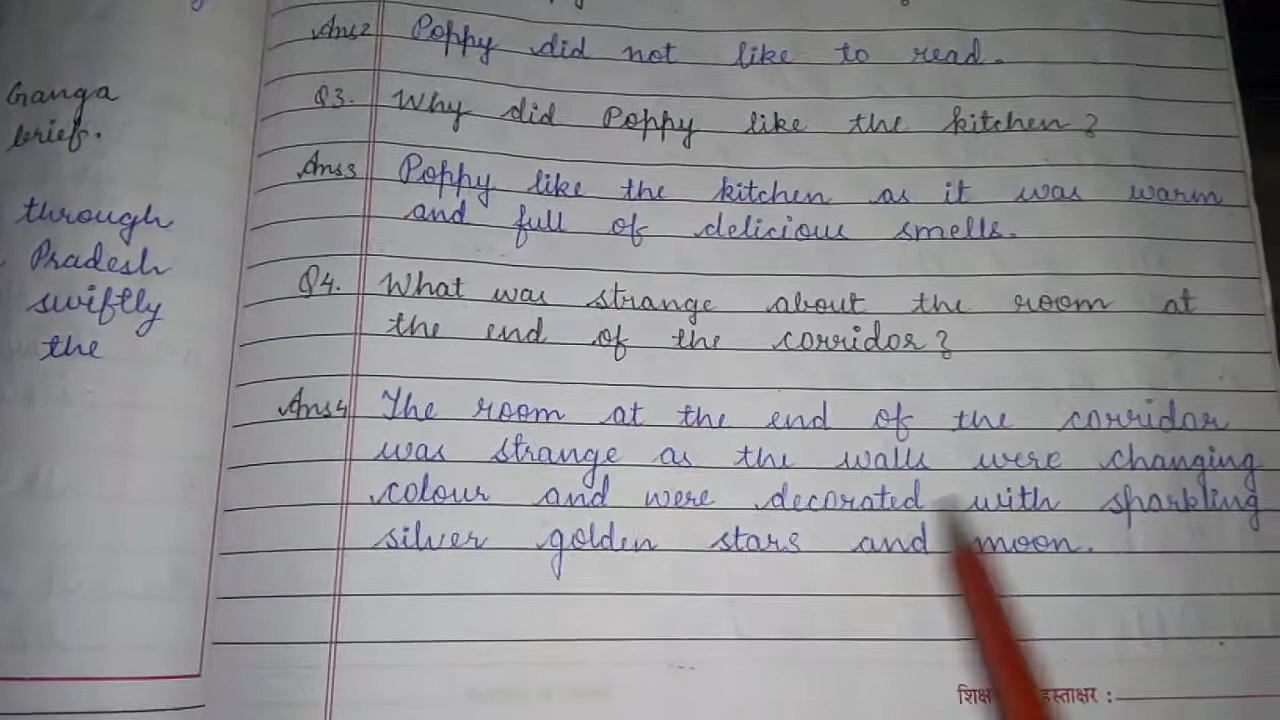 Ganga
brief.
through
Pradesh
swiftly
the
Ans2 Poppy did not like to read.
Q3. Why did Poppy like the kitchen?
Ans3 Poppy like the kitchen as it was warm
and full of delicious smells.
Q4. What was strange about the room at
the end of the corridor?
Ans4 The room at the end of the corridor
was strange as the walls were changing
colour and were decorated with sparkling
silver golden stars and moon.
हस्ताक्षर :